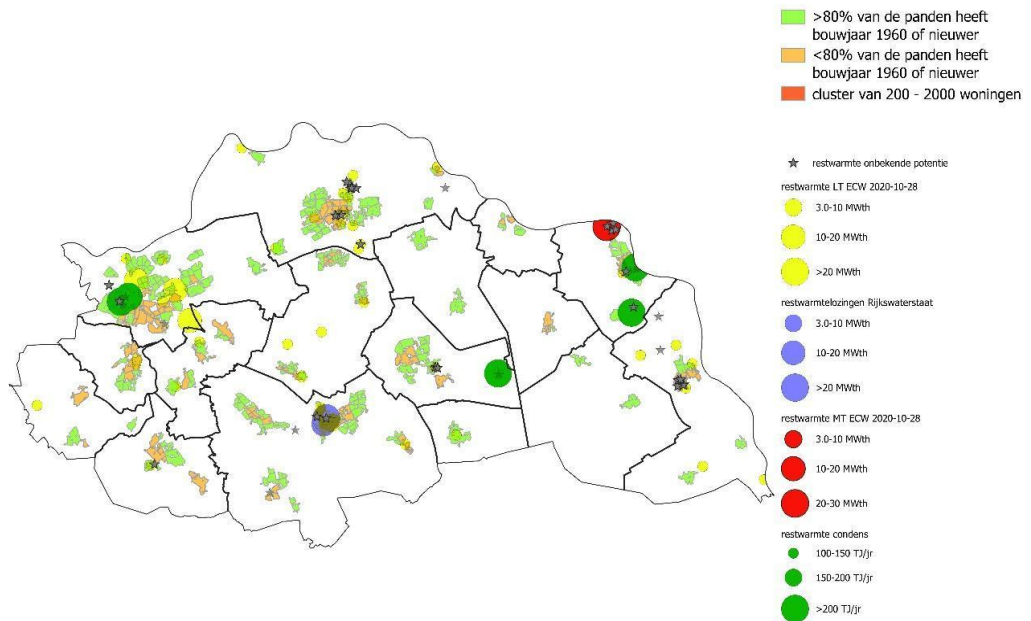 >80% van de panden heeft
bouwjaar 1960 of nieuwer
<80% van de panden heeft
bouwjaar 1960 of nieuwer
cluster van 200 - 2000 woningen
restwarmte onbekende potentie
restwarmte LT ECW 2020-10-28
3.0-10 MWth
10-20 MWth
>20 MWth
restwarmtelozingen Rijkswaterstaat
3.0-10 MWth
10-20 MWth
>20 MWth
restwarmte MT ECW 2020-10-28
3.0-10 MWth
10-20 MWth
20-30 MWth
restwarmte condens
100-150 TJ/jr
150-200 TJ/jr
>200 TJ/jr